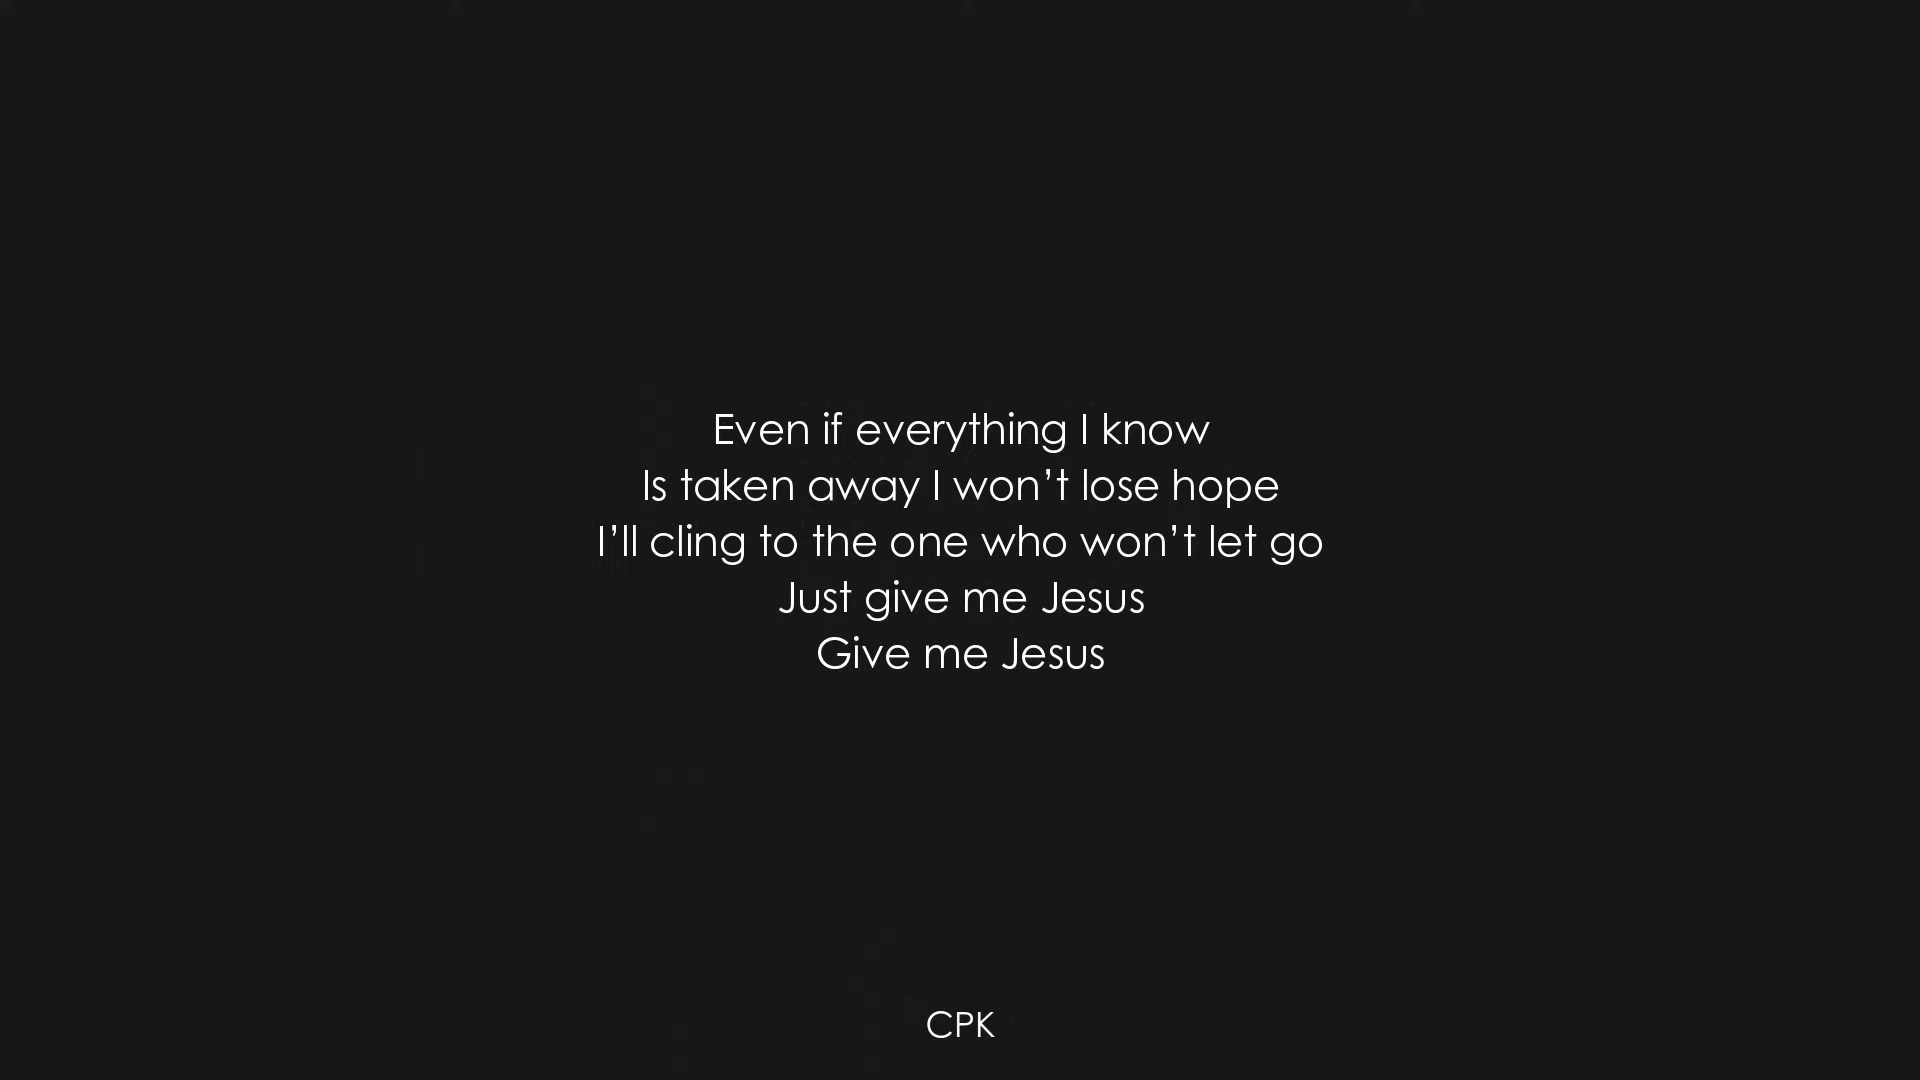 Even if everything I know
Is taken away I won’t lose hope
I’ll cling to the one who won’t let go
Just give me Jesus
Give me Jesus
CPK